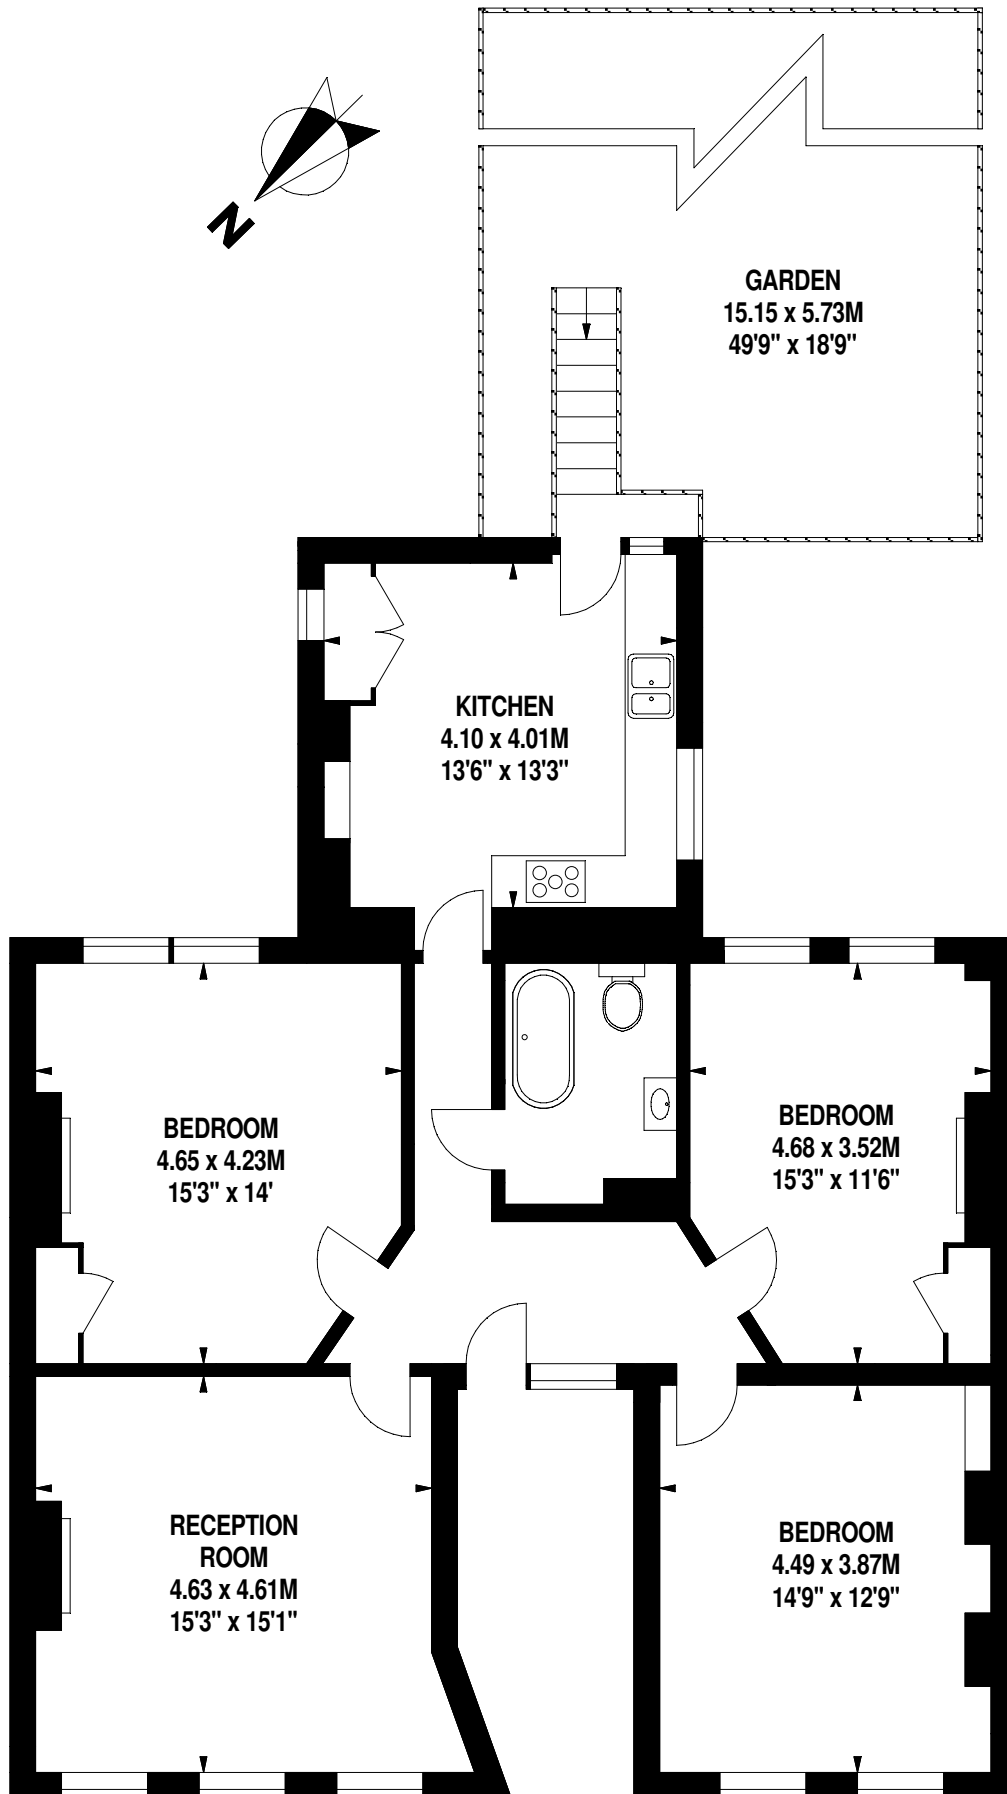 N
GARDEN
15.15 x 5.73M
49'9" x 18'9"
KITCHEN
4.10 x 4.01M
13'6" x 13'3"
BEDROOM
4.65 x 4.23M
15'3" x 14'
BEDROOM
4.68 x 3.52M
15'3" x 11'6"
RECEPTION
ROOM
4.63 x 4.61M
15'3" x 15'1"
BEDROOM
4.49 x 3.87M
14'9" x 12'9"